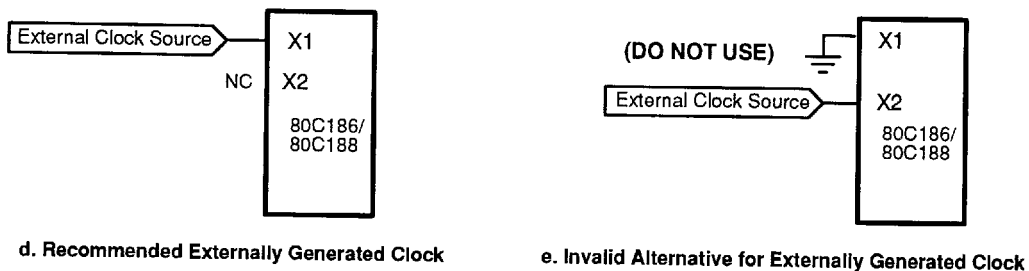 External Clock Source
X1
NC
X2
80C186/
80C188
d. Recommended Externally Generated Clock
(DO NOT USE)
X1
External Clock Source
X2
80C186/
80C188
e. Invalid Alternative for Externally Generated Clock